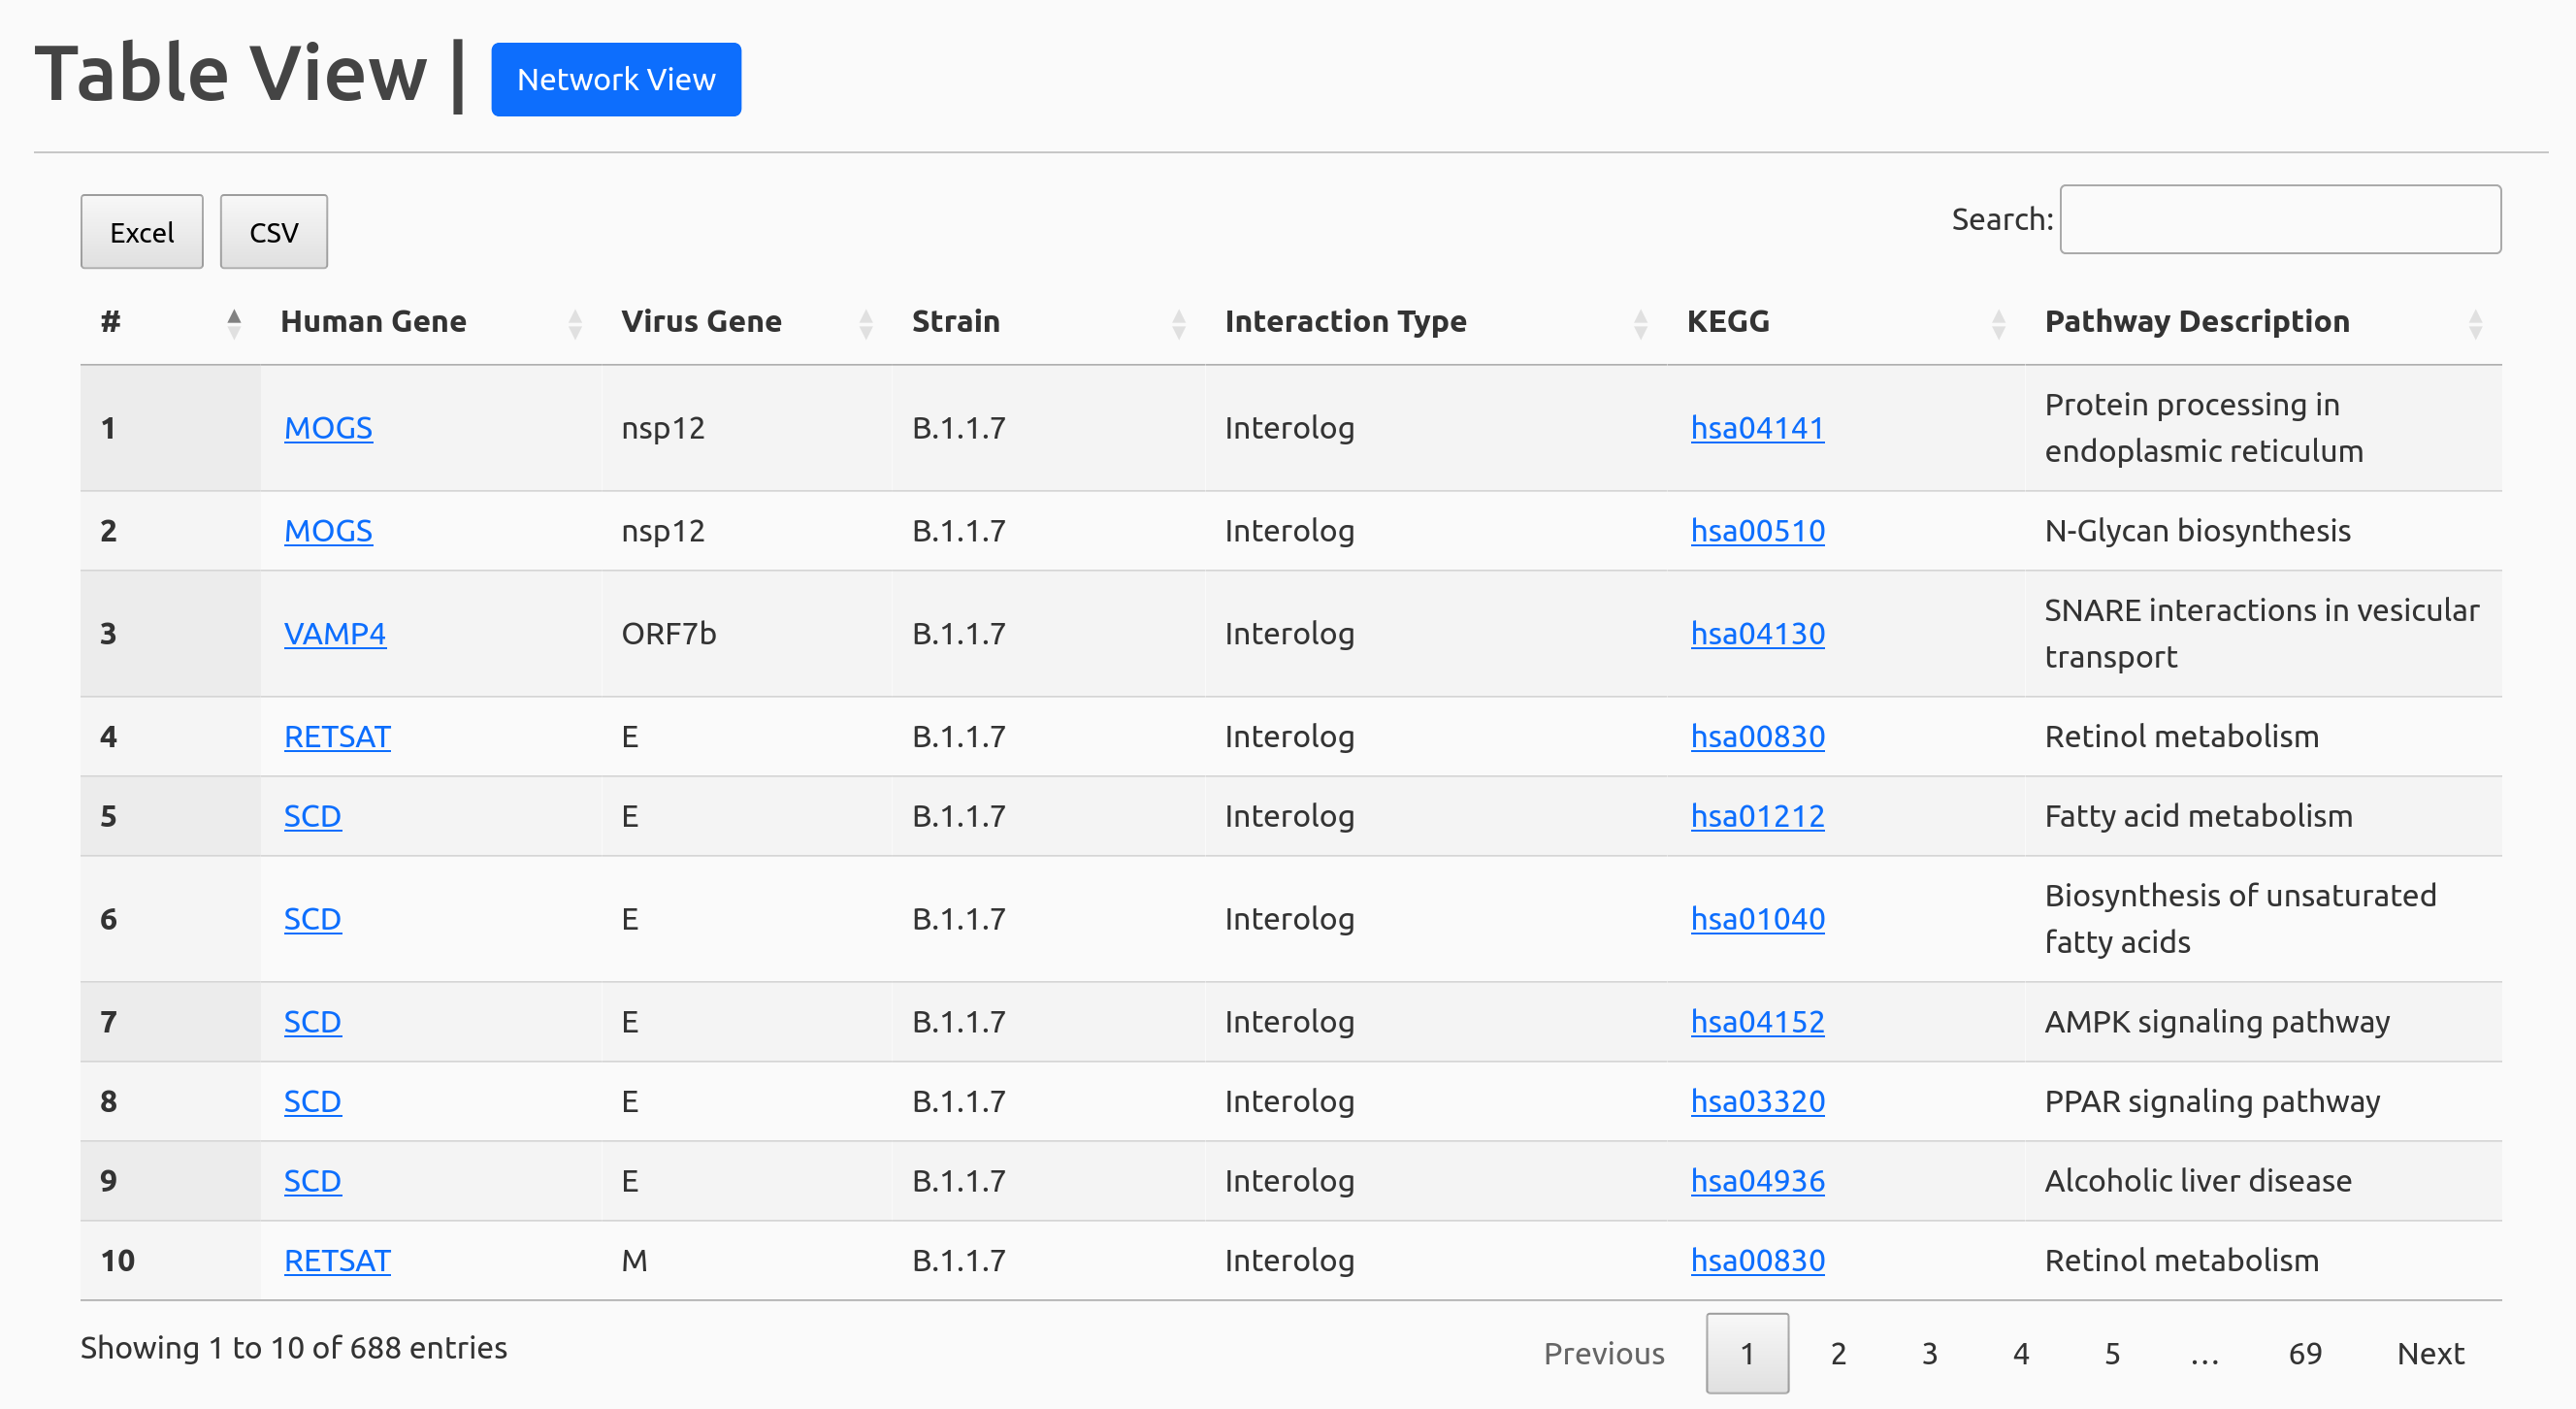 Table View | Network View
Excel CSV Search:
# Human Gene Virus Gene Strain Interaction Type KEGG Pathway Description
1 MOGS nsp12 B.1.1.7 Interolog hsa04141 Protein processing in
endoplasmic reticulum
2 MOGS nsp12 B.1.1.7 Interolog hsa00510 N-Glycan biosynthesis
3 VAMP4 ORF7b B.1.1.7 Interolog hsa04130 SNARE interactions in vesicular
transport
4 RETSAT E B.1.1.7 Interolog hsa00830 Retinol metabolism
5 SCD E B.1.1.7 Interolog hsa01212 Fatty acid metabolism
6 SCD E B.1.1.7 Interolog hsa01040 Biosynthesis of unsaturated
fatty acids
7 SCD E B.1.1.7 Interolog hsa04152 AMPK signaling pathway
8 SCD E B.1.1.7 Interolog hsa03320 PPAR signaling pathway
9 SCD E B.1.1.7 Interolog hsa04936 Alcoholic liver disease
10 RETSAT M B.1.1.7 Interolog hsa00830 Retinol metabolism
Showing 1 to 10 of 688 entries Previous 1 2 3 4 5 … 69 Next